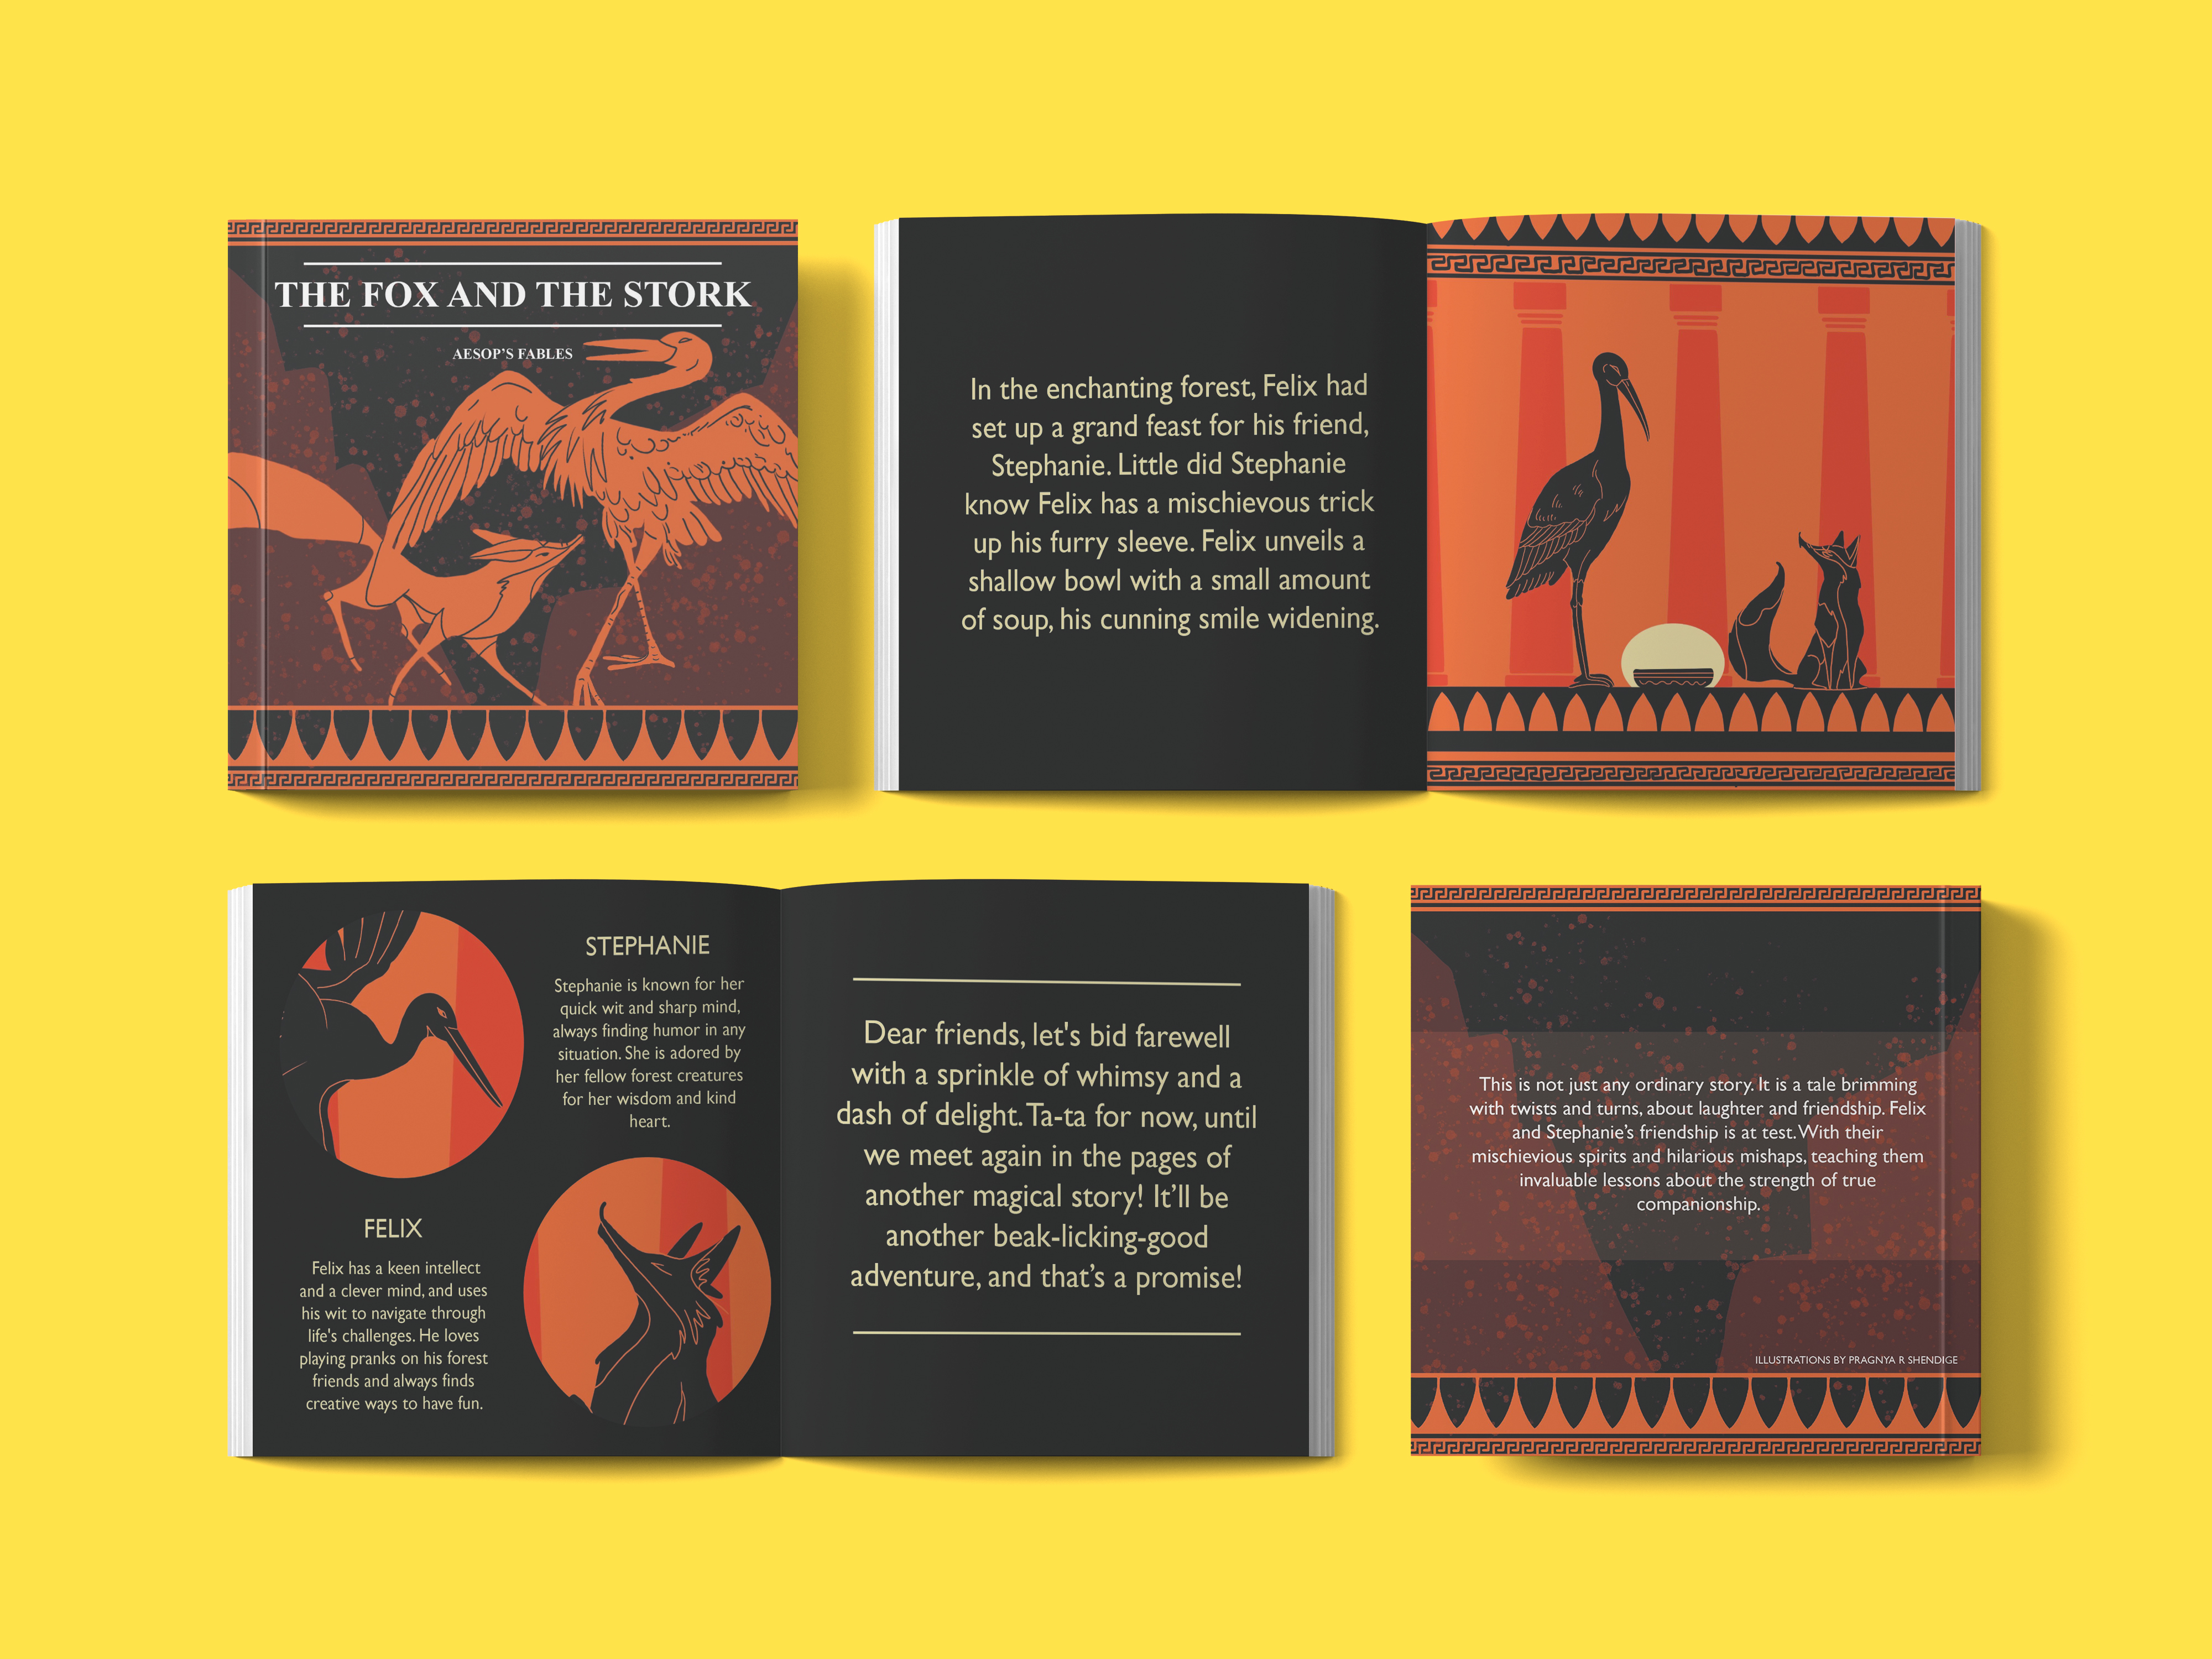 THE FOX AND THE STORK
AESOP'S FABLES
In the enchanting forest, Felix had
set up a grand feast for his friend,
Stephanie. Little did Stephanie
know Felix has a mischievous trick
up his furry sleeve. Felix unveils a
shallow bowl with a small amount
of soup, his cunning smile widening.
STEPHANIE
Stephanie is known for her
quick wit and sharp mind,
always finding humor in any
situation. She is adored by
her fellow forest creatures
for her wisdom and kind
heart.
FELIX
Felix has a keen intellect
and a clever mind, and uses
his wit to navigate through
life's challenges. He loves
playing pranks on his forest
friends and always finds
creative ways to have fun.
Dear friends, let's bid farewell
with a sprinkle of whimsy and a
dash of delight. Ta-ta for now, until
we meet again in the pages of
another magical story! It'll be
another beak-licking-good
adventure, and that's a promise!
This is not just any ordinary story. It is a tale brimming
with twists and turns, about laughter and friendship. Felix
and Stephanie's friendship is at test. With their
mischievious spirits and hilarious mishaps, teaching them
invaluable lessons about the strength of true
companionship.
ILLUSTRATIONS BY PRAGNYA R SHENDIGE